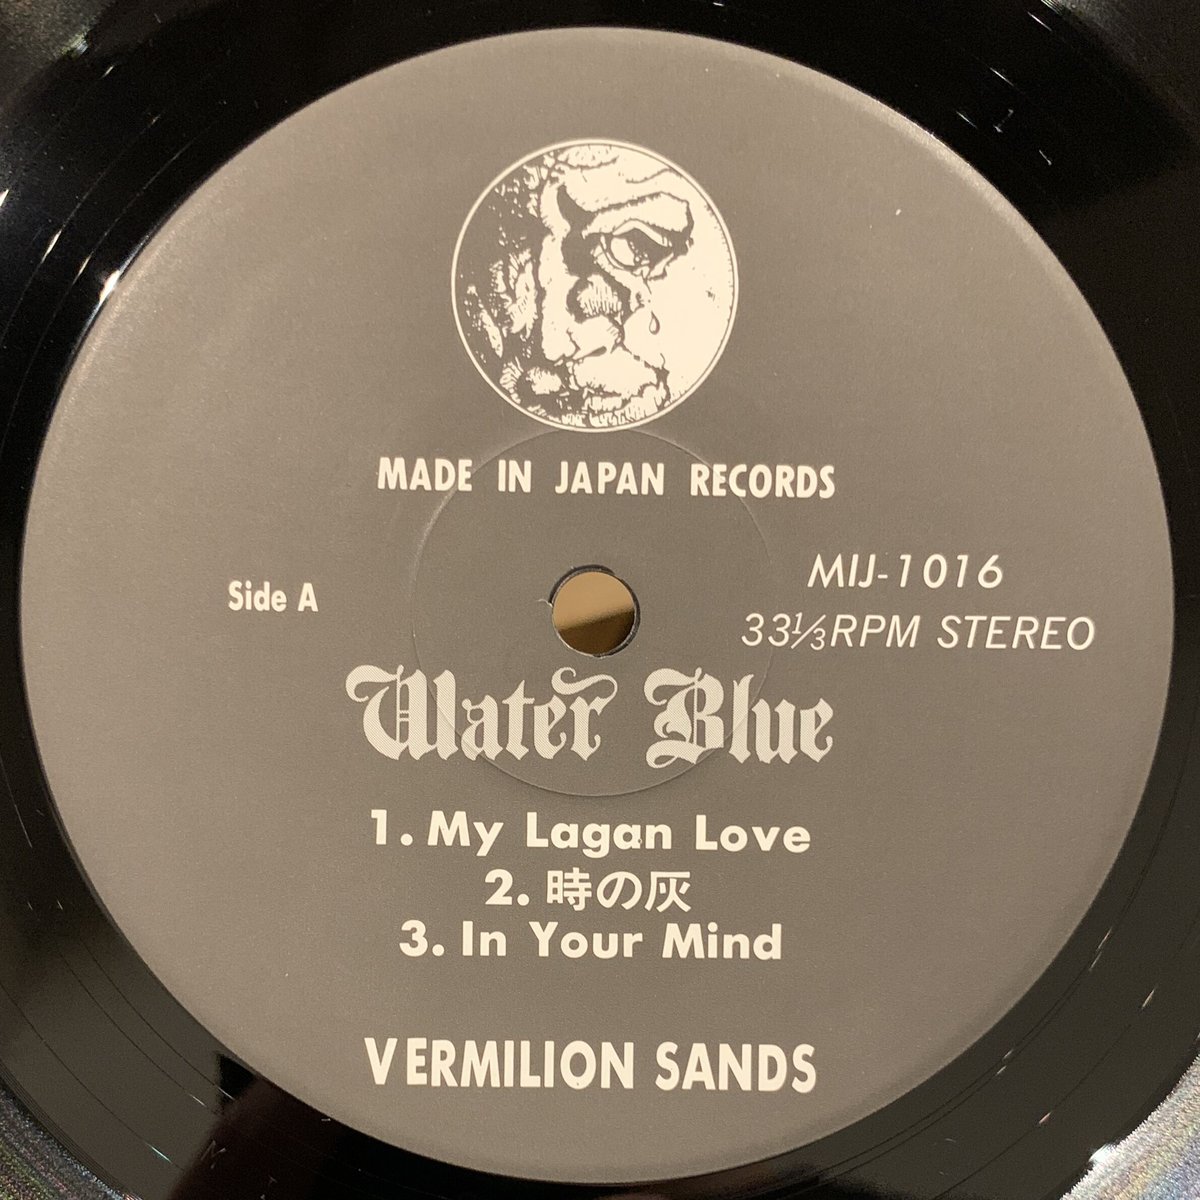 MADE IN JAPAN RECORDS
Side A
MIJ-1016
33⅓RPM STEREO
Water Blue
1. My Lagan Love
2. 時の灰
3. In Your Mind
VERMILION SANDS